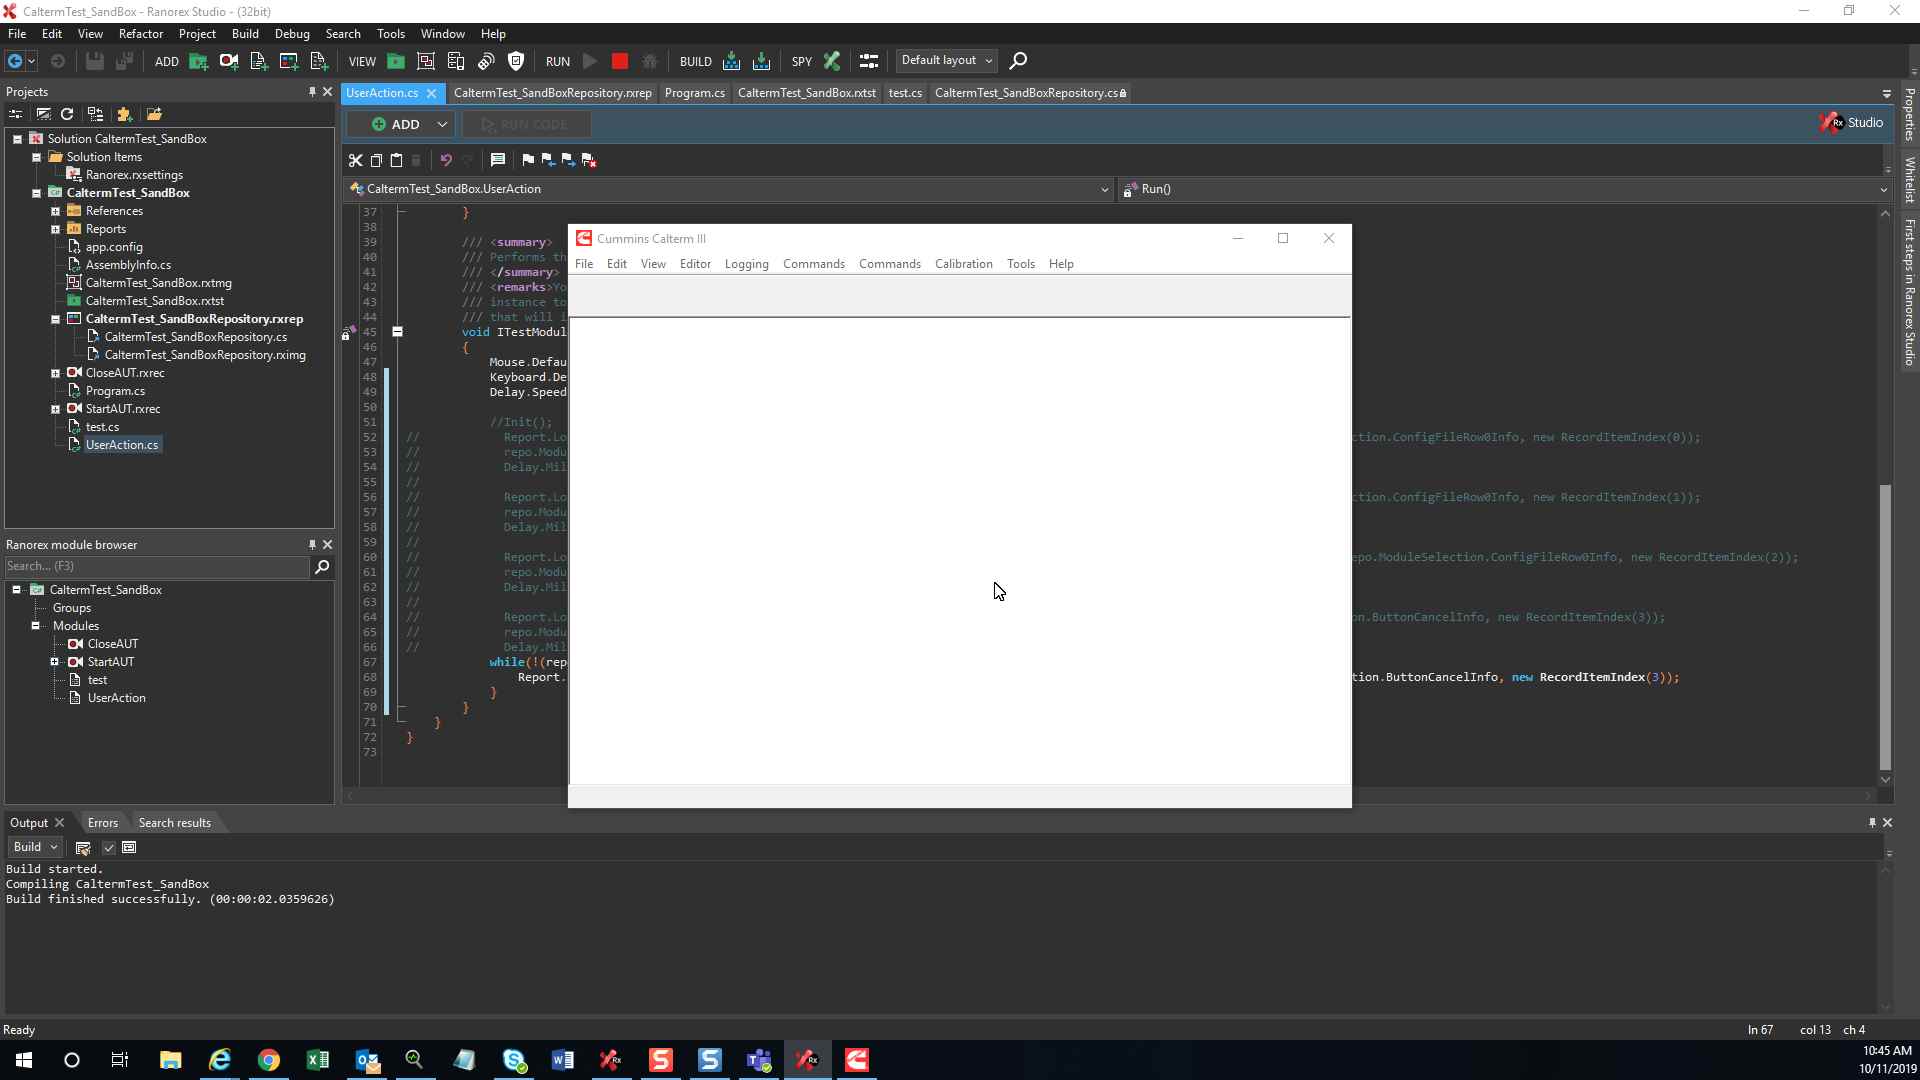 CaltermTest_SandBox - Ranorex Studio - (32bit)
File Edit View Refactor Project Build Debug Search Tools Window Help
ADD VIEW RUN BUILD SPY Default layout
Projects
Solution CaltermTest_SandBox
Solution Items
Ranorex.rxsettings
CaltermTest_SandBox
References
Reports
app.config
AssemblyInfo.cs
CaltermTest_SandBox.rxtmg
CaltermTest_SandBox.rxtst
CaltermTest_SandBoxRepository.rxrep
CaltermTest_SandBoxRepository.cs
CaltermTest_SandBoxRepository.rximg
CloseAUT.rxrec
Program.cs
StartAUT.rxrec
test.cs
UserAction.cs
Ranorex module browser
Search... (F3)
CaltermTest_SandBox
Groups
Modules
CloseAUT
StartAUT
test
UserAction
UserAction.cs CaltermTest_SandBoxRepository.rxrep Program.cs CaltermTest_SandBox.rxtst test.cs CaltermTest_SandBoxRepository.cs
ADD RUN CODE Rx Studio
CaltermTest_SandBox.UserAction Run()
37 }
38
39 /// <summary>
40 /// Performs th
41 /// </summary>
42 /// <remarks>Yo
43 /// instance to
44 /// that will i
45 void ITestModul
46 {
47 Mouse.Defau
48 Keyboard.De
49 Delay.Speed
50
51 //Init();
52 // Report.Lo ction.ConfigFileRow0Info, new RecordItemIndex(0));
53 // repo.Modu
54 // Delay.Mil
55 //
56 // Report.Lo ction.ConfigFileRow0Info, new RecordItemIndex(1));
57 // repo.Modu
58 // Delay.Mil
59 //
60 // Report.Lo epo.ModuleSelection.ConfigFileRow0Info, new RecordItemIndex(2));
61 // repo.Modu
62 // Delay.Mil
63 //
64 // Report.Lo on.ButtonCancelInfo, new RecordItemIndex(3));
65 // repo.Modu
66 // Delay.Mil
67 while(!(rep
68 Report. tion.ButtonCancelInfo, new RecordItemIndex(3));
69 }
70 }
71 }
72 }
73
Cummins Calterm III
File Edit View Editor Logging Commands Commands Calibration Tools Help
Properties
Whitelist
First steps in Ranorex Studio
Output Errors Search results
Build
Build started.
Compiling CaltermTest_SandBox
Build finished successfully. (00:00:02.0359626)
Ready Ln 67 col 13 ch 4
10:45 AM
10/11/2019